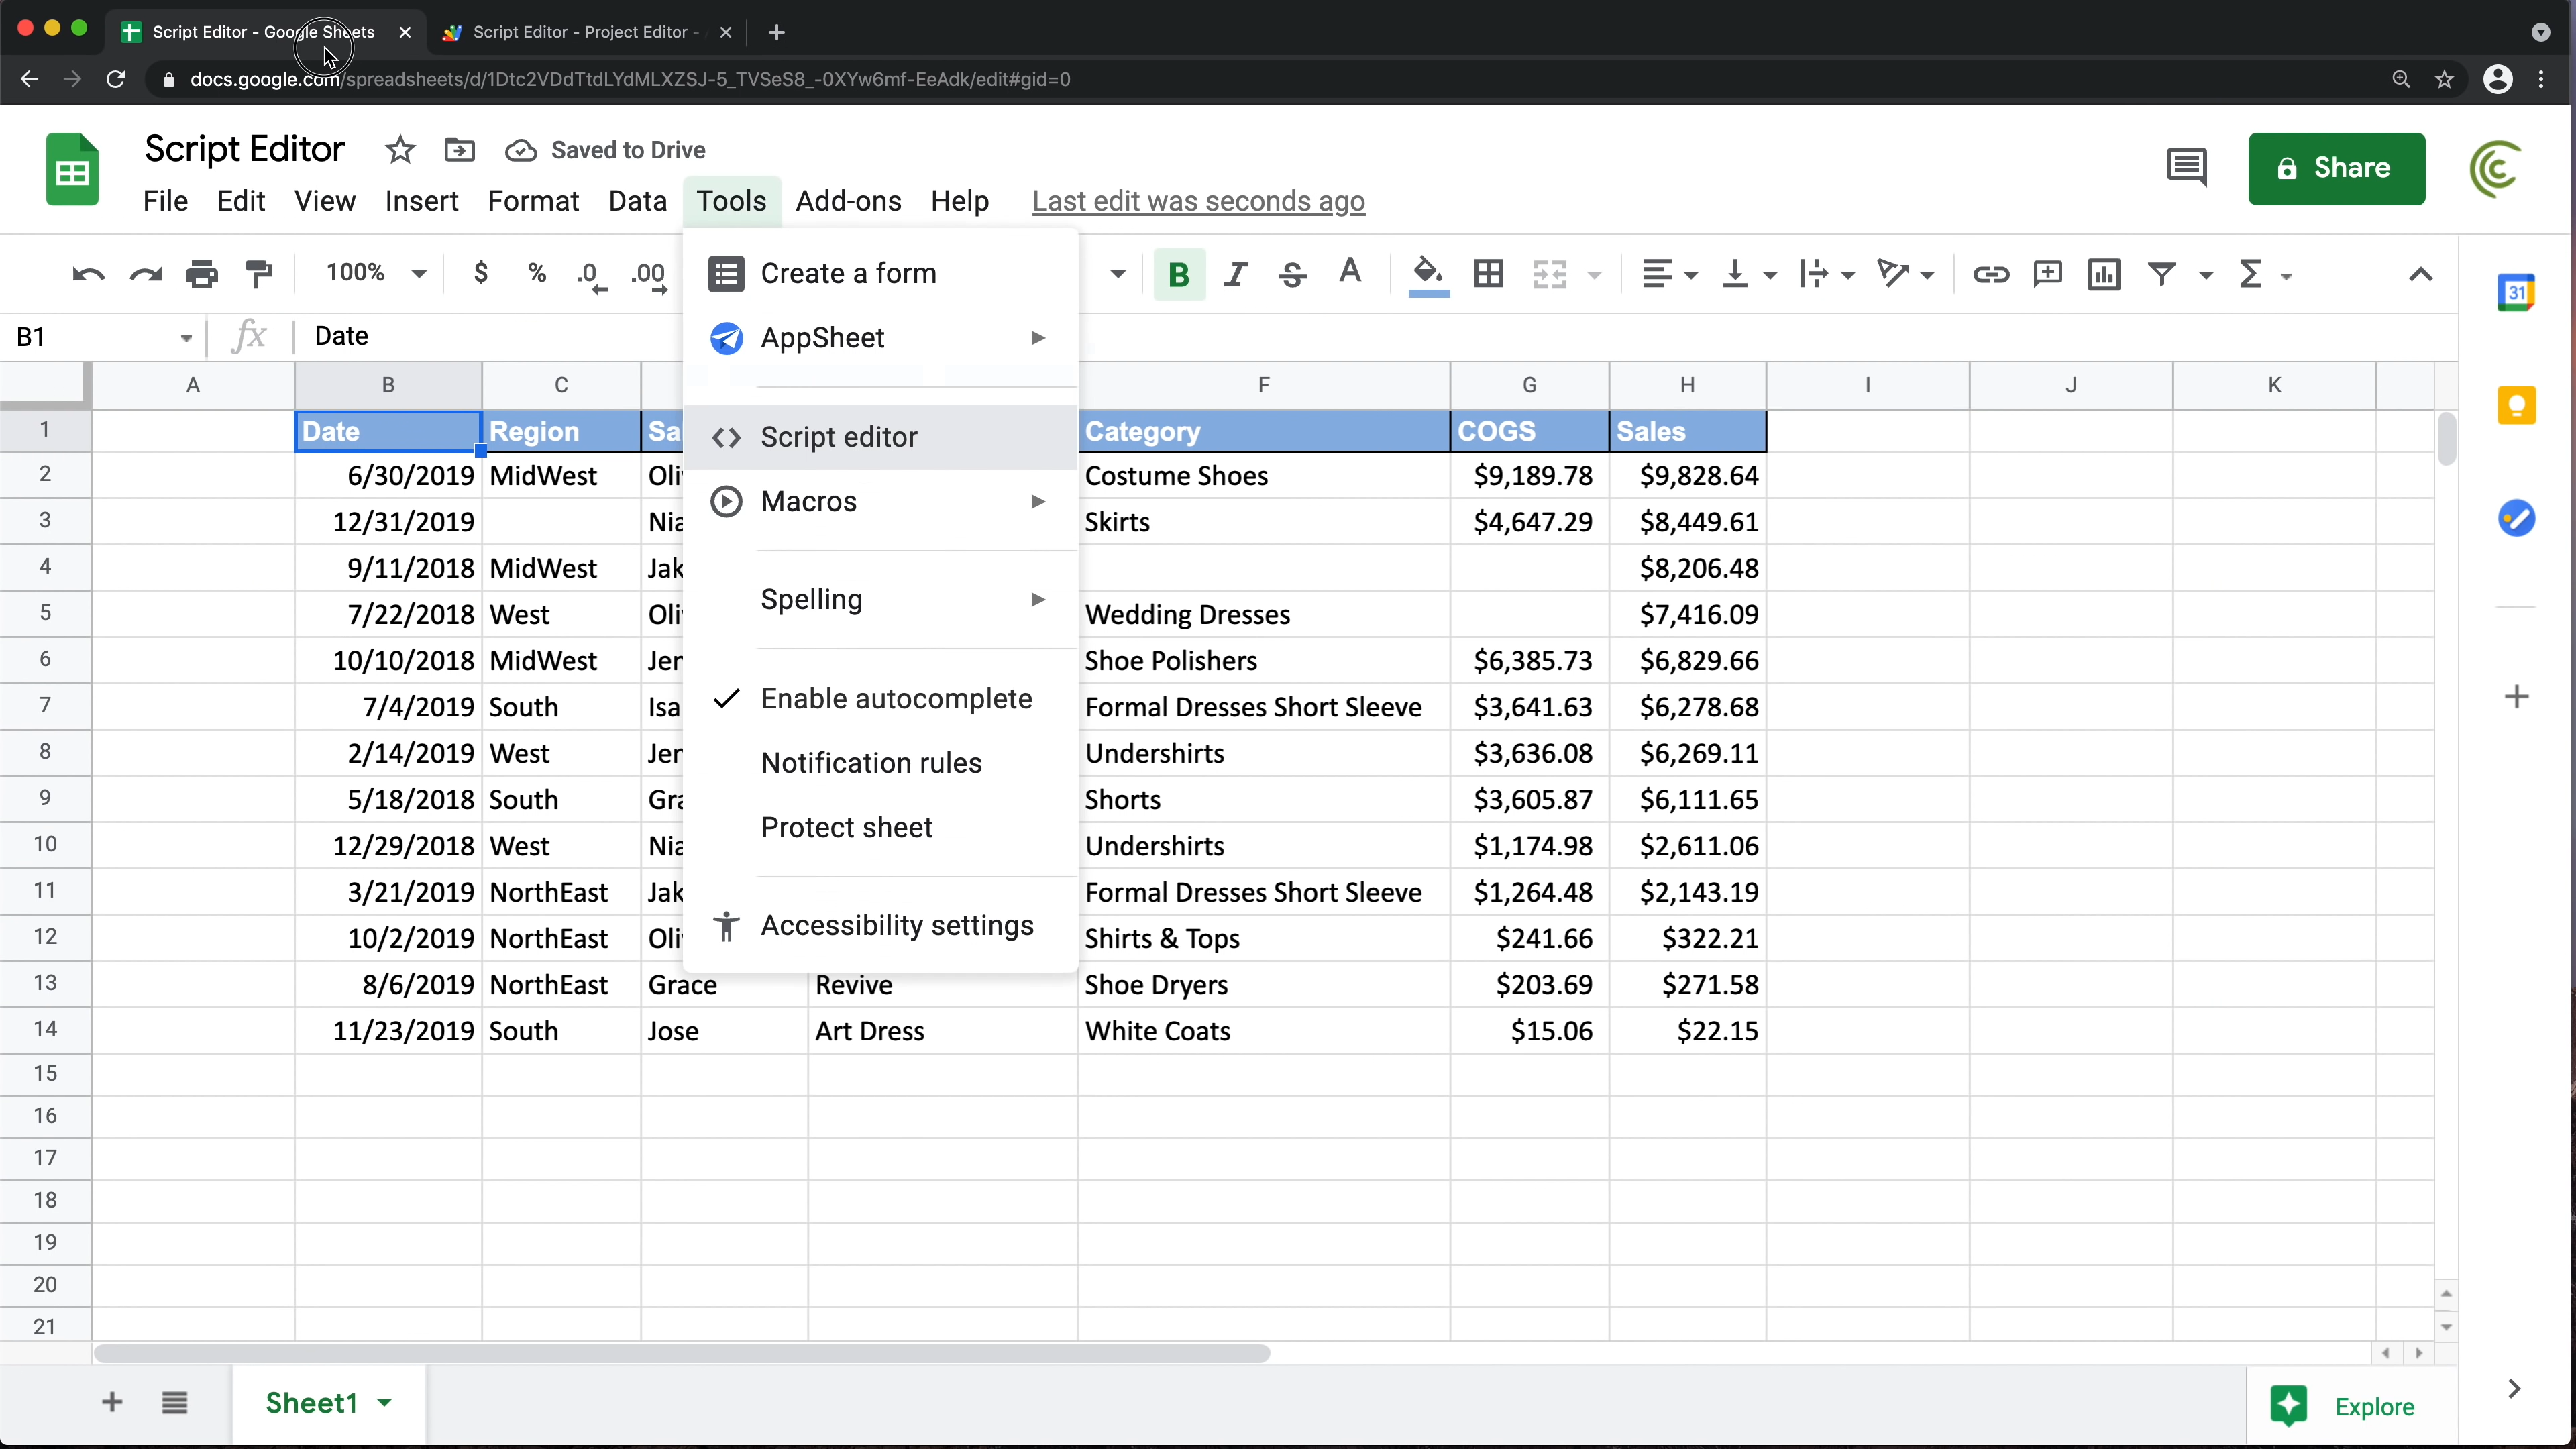 Script Editor - Google Sheets
Script Editor - Project Editor -
docs.google.com/spreadsheets/d/1Dtc2VDdTtdLYdMLXZSJ-5_TVSeS8_-0XYw6mf-EeAdk/edit#gid=0
Script Editor Saved to Drive
File Edit View Insert Format Data Tools Add-ons Help Last edit was seconds ago
Share
100% $ % .0 .00 B I S A Σ
31
B1 fx Date
Create a form
AppSheet
Script editor
Macros
Spelling
Enable autocomplete
Notification rules
Protect sheet
Accessibility settings
A B C F G H I J K
1 Date Region Category COGS Sales
2 6/30/2019 MidWest Costume Shoes $9,189.78 $9,828.64
3 12/31/2019 Skirts $4,647.29 $8,449.61
4 9/11/2018 MidWest $8,206.48
5 7/22/2018 West Wedding Dresses $7,416.09
6 10/10/2018 MidWest Shoe Polishers $6,385.73 $6,829.66
7 7/4/2019 South Formal Dresses Short Sleeve $3,641.63 $6,278.68
8 2/14/2019 West Undershirts $3,636.08 $6,269.11
9 5/18/2018 South Shorts $3,605.87 $6,111.65
10 12/29/2018 West Undershirts $1,174.98 $2,611.06
11 3/21/2019 NorthEast Formal Dresses Short Sleeve $1,264.48 $2,143.19
12 10/2/2019 NorthEast Shirts & Tops $241.66 $322.21
13 8/6/2019 NorthEast Grace Revive Shoe Dryers $203.69 $271.58
14 11/23/2019 South Jose Art Dress White Coats $15.06 $22.15
15
16
17
18
19
20
21
Sheet1
Explore